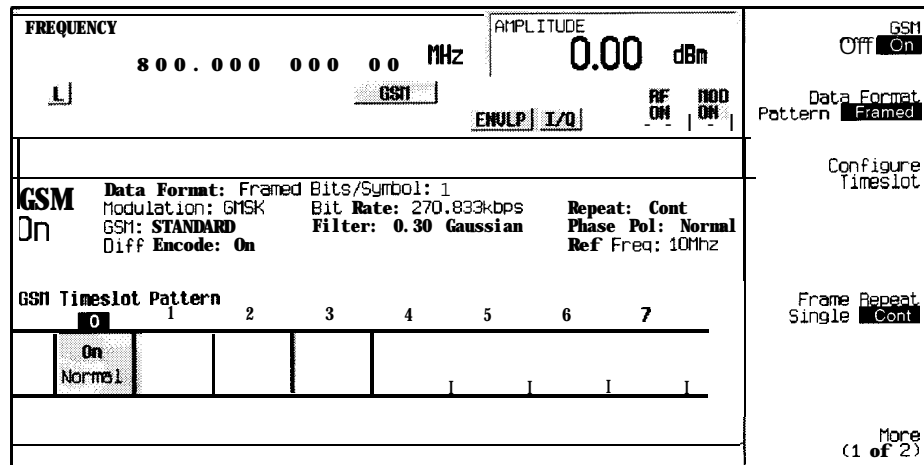 FREQUENCY
800.000 000 00 MHz
AMPLITUDE
0.00 dBm
L
GSM
ENVLP I/Q
RF ON
MOD ON
GSM
Off On
Data Format
Pattern Framed
Configure
Timeslot
GSM
On
Data Format: Framed Bits/Symbol: 1
Modulation: GMSK Bit Rate: 270.833kbps Repeat: Cont
GSM: STANDARD Filter: 0.30 Gaussian Phase Pol: Normal
Diff Encode: On Ref Freq: 10Mhz
GSM Timeslot Pattern
0 1 2 3 4 5 6 7
On
Normal
Frame Repeat
Single Cont
More
(1 of 2)